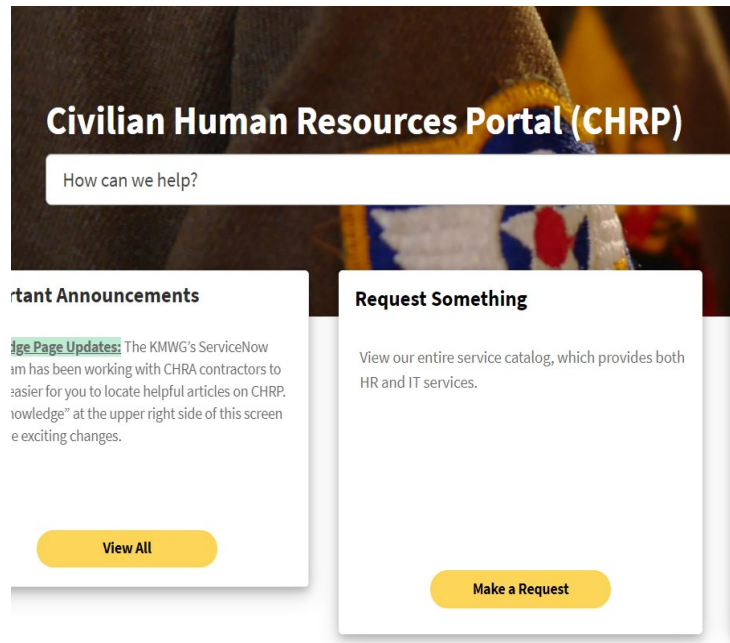 Civilian Human Resources Portal (CHRP)
How can we help?
rtant Announcements
dge Page Updates: The KMWG's ServiceNow
am has been working with CHRA contractors to
easier for you to locate helpful articles on CHRP.
nowledge” at the upper right side of this screen
e exciting changes.
View All
Request Something
View our entire service catalog, which provides both
HR and IT services.
Make a Request